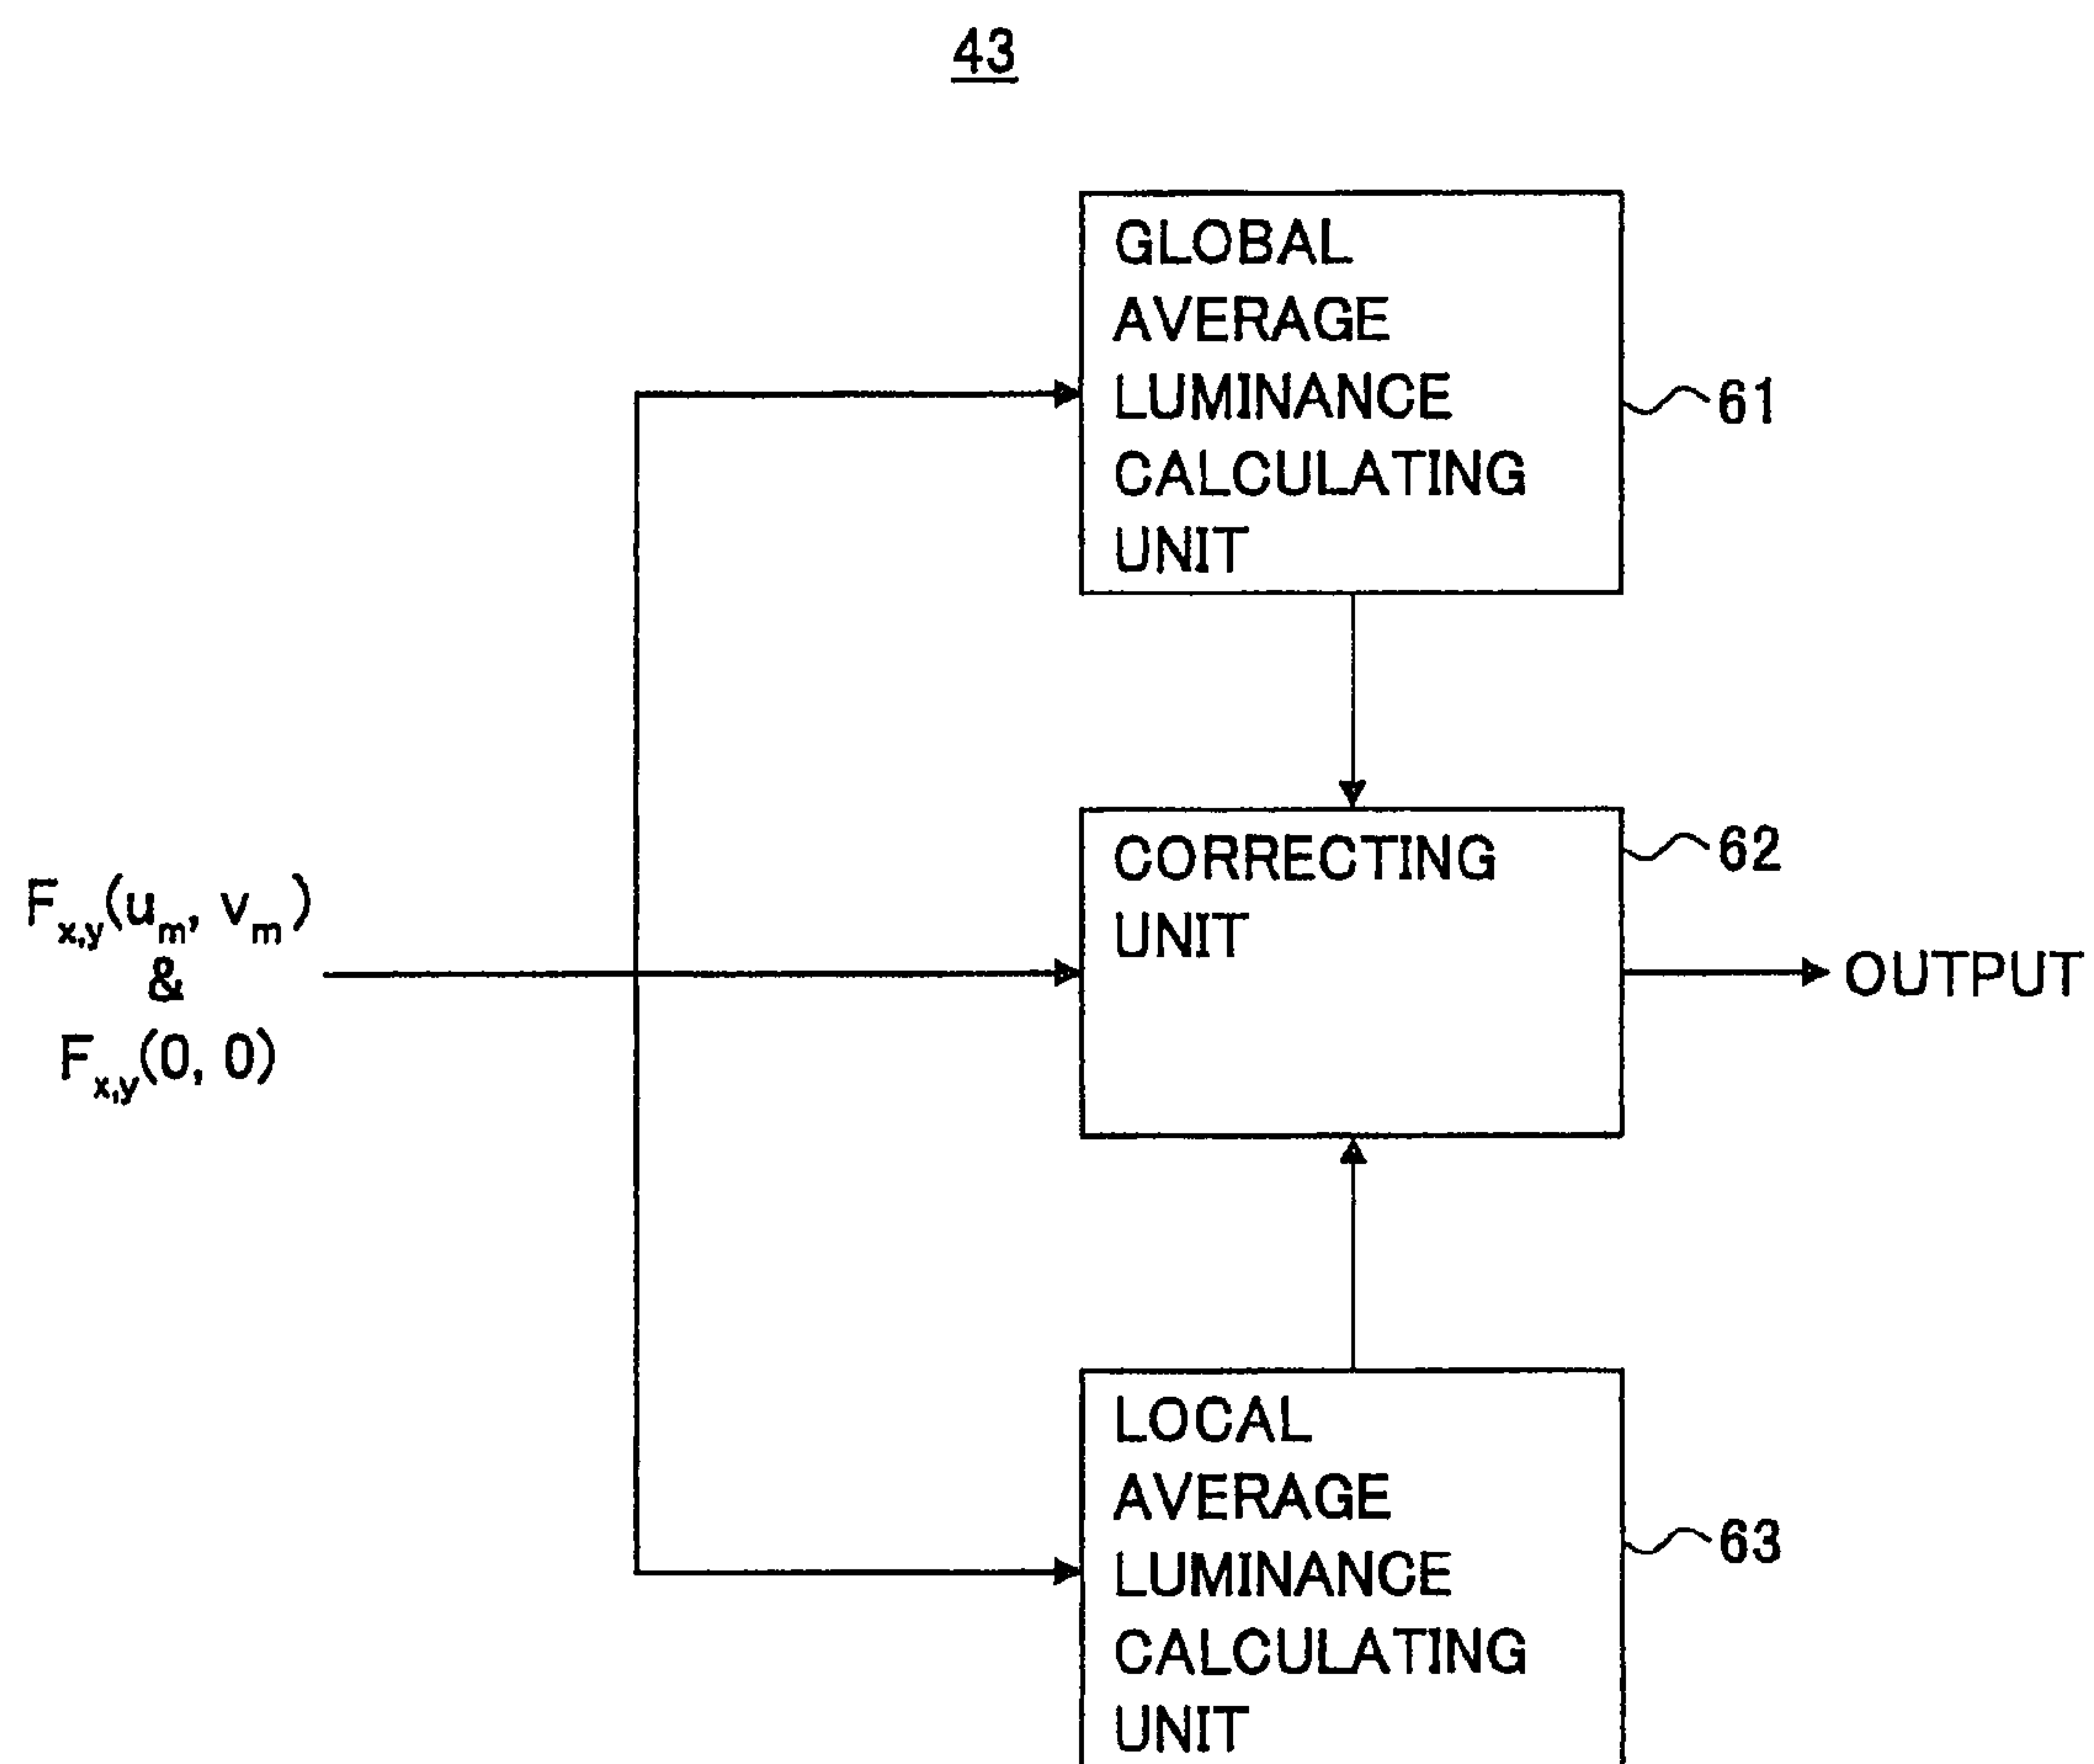 43
GLOBAL
AVERAGE
LUMINANCE
CALCULATING
UNIT
61
CORRECTING
UNIT
62
Fx,y(um, vm)
&
Fx,y(0, 0)
OUTPUT
LOCAL
AVERAGE
LUMINANCE
CALCULATING
UNIT
63